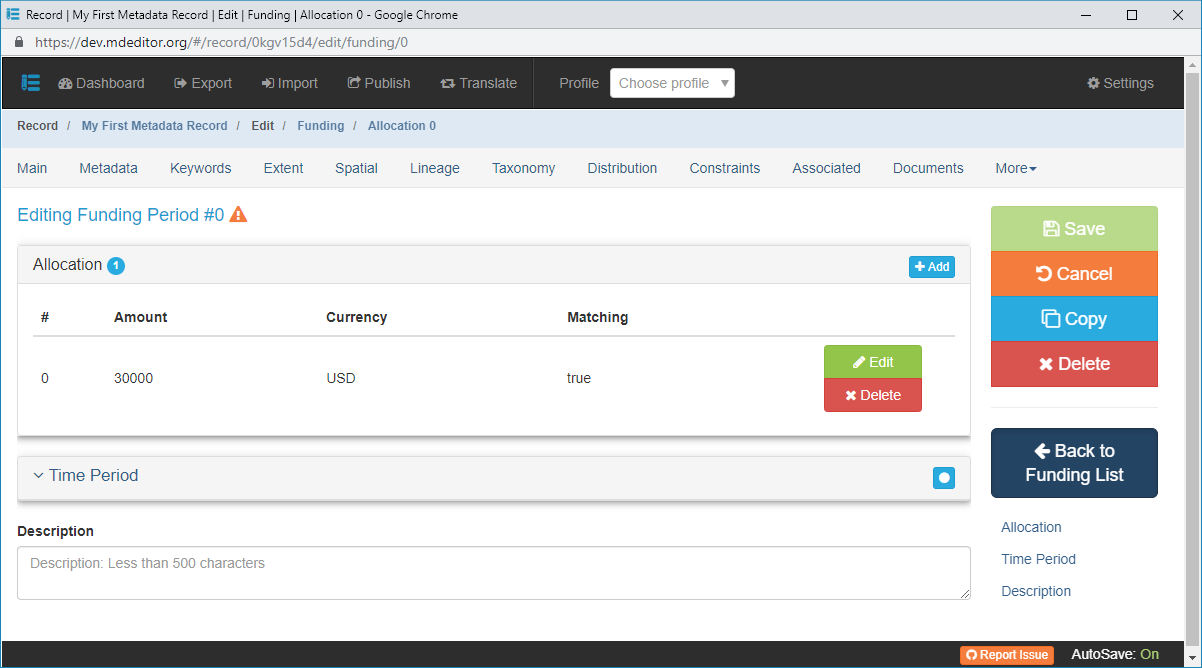 Record | My First Metadata Record | Edit | Funding | Allocation 0 - Google Chrome
https://dev.mdeditor.org/#/record/0kgv15d4/edit/funding/0
Dashboard Export Import Publish Translate Profile Choose profile Settings
Record / My First Metadata Record / Edit / Funding / Allocation 0
Main Metadata Keywords Extent Spatial Lineage Taxonomy Distribution Constraints Associated Documents More
Editing Funding Period #0
Allocation 1 Add
# Amount Currency Matching
0 30000 USD true
Edit
Delete
Time Period
Description
Description: Less than 500 characters
Save
Cancel
Copy
Delete
Back to
Funding List
Allocation
Time Period
Description
Report Issue AutoSave: On